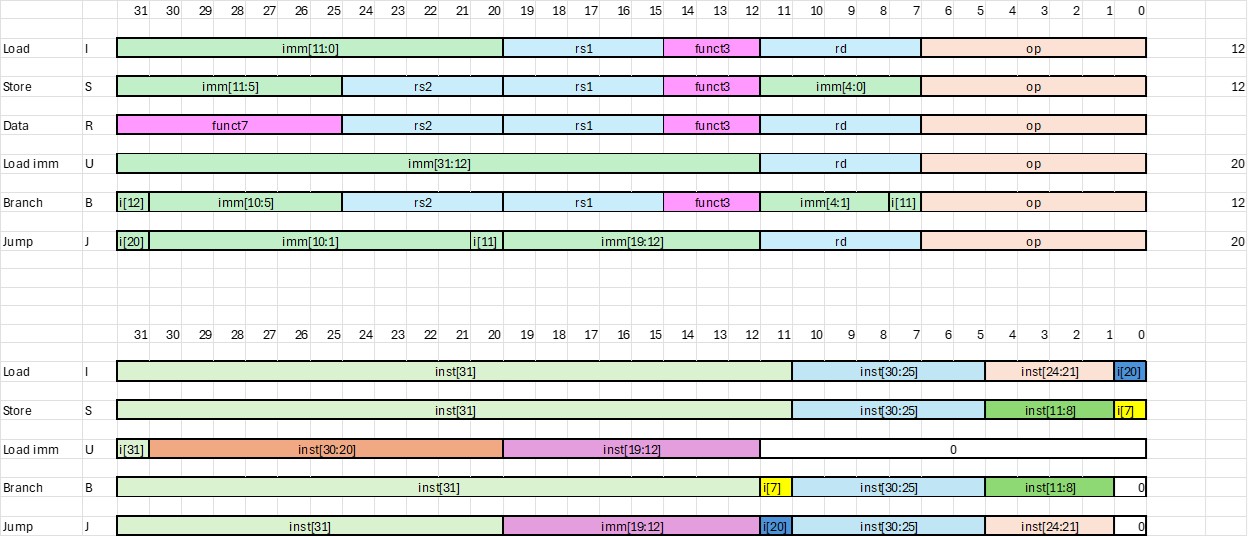 31 30 29 28 27 26 25 24 23 22 21 20 19 18 17 16 15 14 13 12 11 10 9 8 7 6 5 4 3 2 1 0
Load I imm[11:0] rs1 funct3 rd op 12
Store S imm[11:5] rs2 rs1 funct3 imm[4:0] op 12
Data R funct7 rs2 rs1 funct3 rd op
Load imm U imm[31:12] rd op 20
Branch B i[12] imm[10:5] rs2 rs1 funct3 imm[4:1] i[11] op 12
Jump J i[20] imm[10:1] i[11] imm[19:12] rd op 20
31 30 29 28 27 26 25 24 23 22 21 20 19 18 17 16 15 14 13 12 11 10 9 8 7 6 5 4 3 2 1 0
Load I inst[31] inst[30:25] inst[24:21] i[20]
Store S inst[31] inst[30:25] inst[11:8] i[7]
Load imm U i[31] inst[30:20] inst[19:12] 0
Branch B inst[31] i[7] inst[30:25] inst[11:8] 0
Jump J inst[31] imm[19:12] i[20] inst[30:25] inst[24:21] 0